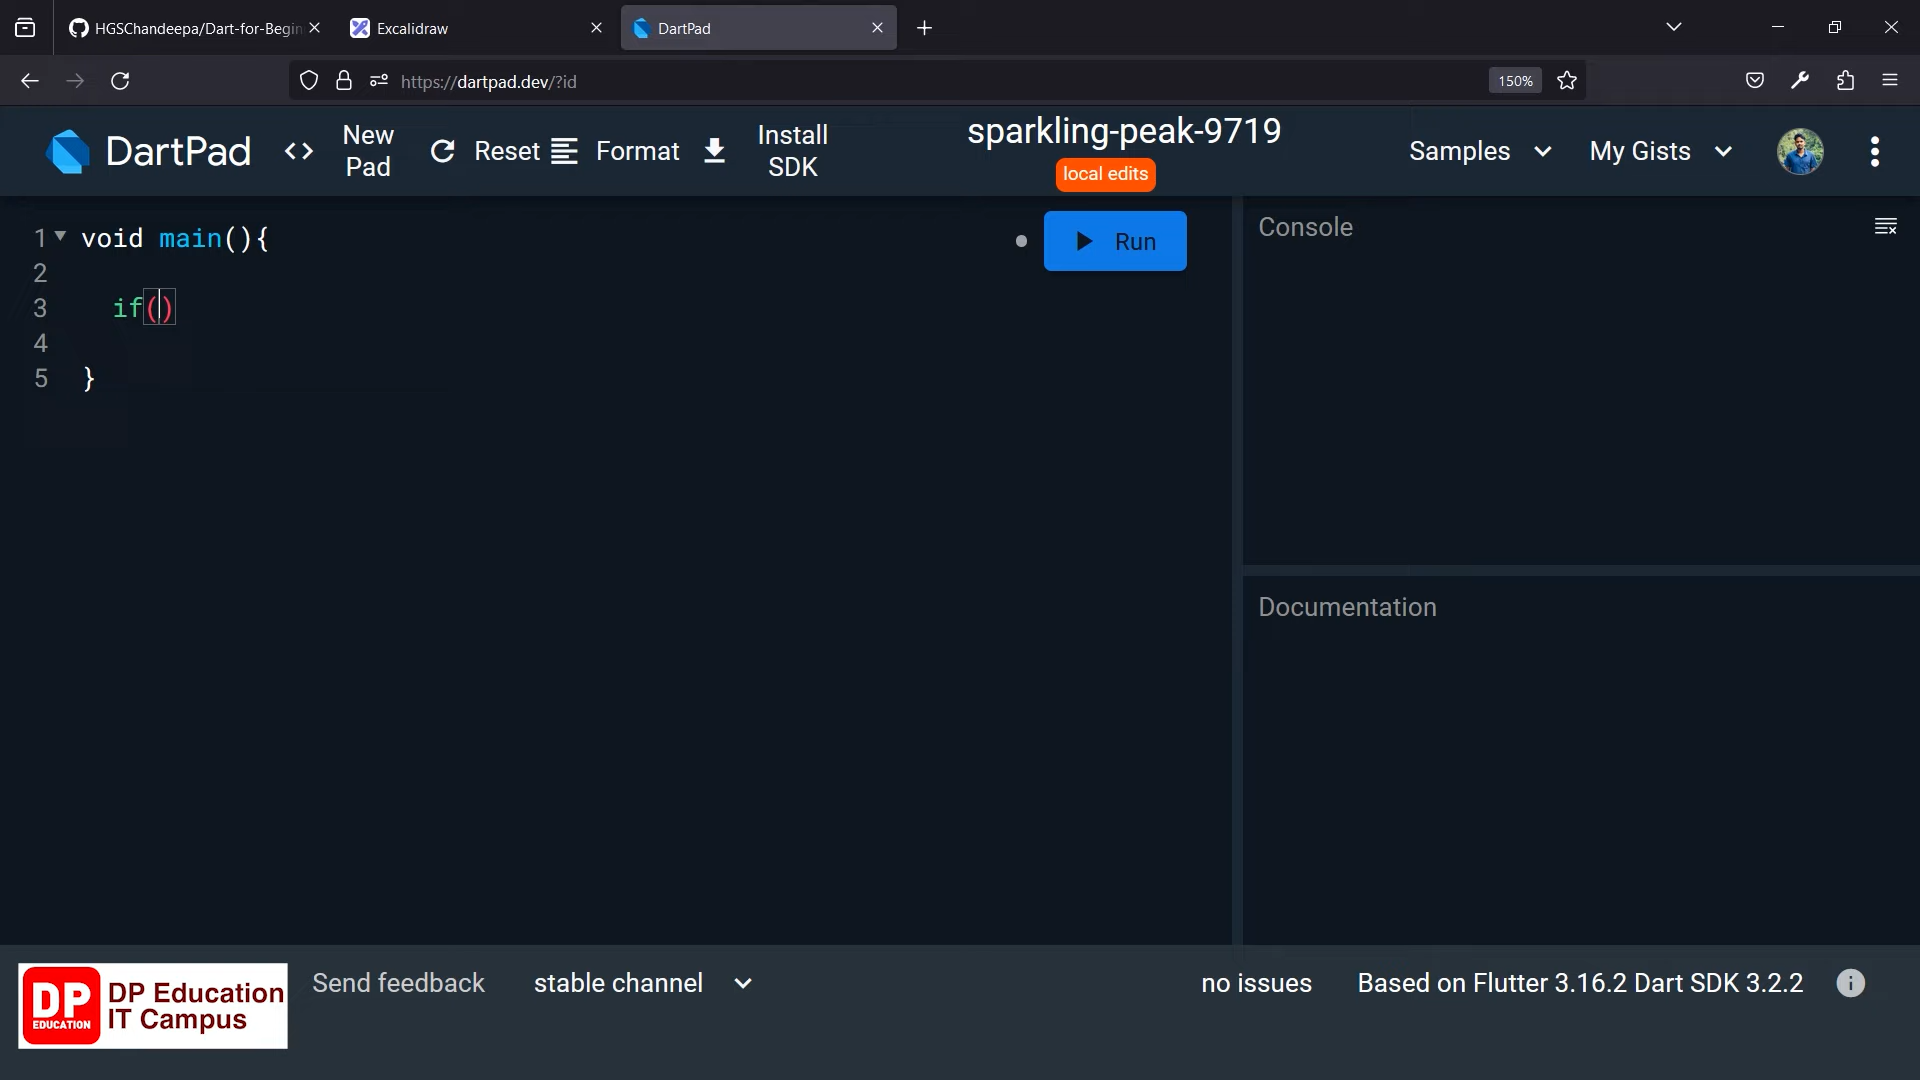 HGSChandeepa/Dart-for-Begin
Excalidraw
DartPad
https://dartpad.dev/?id
150%
DartPad
<>
New Pad
Reset
Format
Install SDK
sparkling-peak-9719
local edits
Samples
My Gists
1 void main(){
2
3 if()
4
5 }
Run
Console
Documentation
DP EDUCATION
DP Education
IT Campus
Send feedback
stable channel
no issues
Based on Flutter 3.16.2 Dart SDK 3.2.2